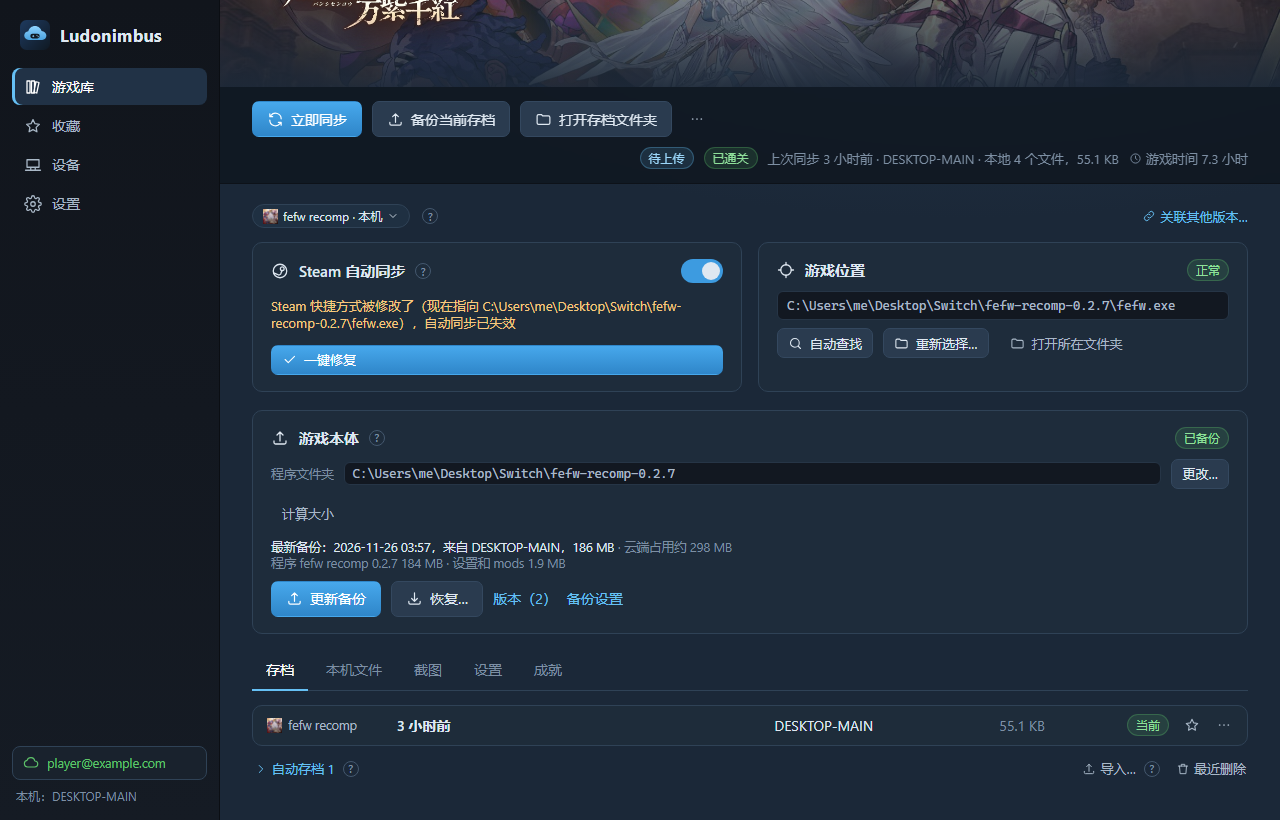 Ludonimbus
游戏库
收藏
设备
设置
player@example.com
本机：DESKTOP-MAIN
バンシセンコウ
万紫千紅
立即同步
备份当前存档
打开存档文件夹
...
待上传
已通关
上次同步 3 小时前 · DESKTOP-MAIN · 本地 4 个文件，55.1 KB
游戏时间 7.3 小时
fefw recomp · 本机
?
关联其他版本...
Steam 自动同步
?
Steam 快捷方式被修改了（现在指向 C:\Users\me\Desktop\Switch\fefw-
recomp-0.2.7\fefw.exe），自动同步已失效
一键修复
游戏位置
正常
C:\Users\me\Desktop\Switch\fefw-recomp-0.2.7\fefw.exe
自动查找
重新选择...
打开所在文件夹
游戏本体
?
已备份
程序文件夹
C:\Users\me\Desktop\Switch\fefw-recomp-0.2.7
更改...
计算大小
最新备份：2026-11-26 03:57，来自 DESKTOP-MAIN，186 MB · 云端占用约 298 MB
程序 fefw recomp 0.2.7 184 MB · 设置和 mods 1.9 MB
更新备份
恢复...
版本（2）
备份设置
存档
本机文件
截图
设置
成就
fefw recomp
3 小时前
DESKTOP-MAIN
55.1 KB
当前
...
自动存档 1
?
导入...
?
最近删除